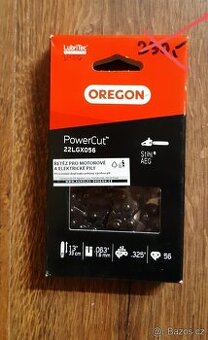 LubriTec
OREGON
PowerCut™
22LGX056
Stihl®
AEG
ŘETĚZ PRO MOTOROVÉ
A ELEKTRICKÉ PILY
13"
33 cm
.063"
1.6 mm
.325"
56
Bazos.cz